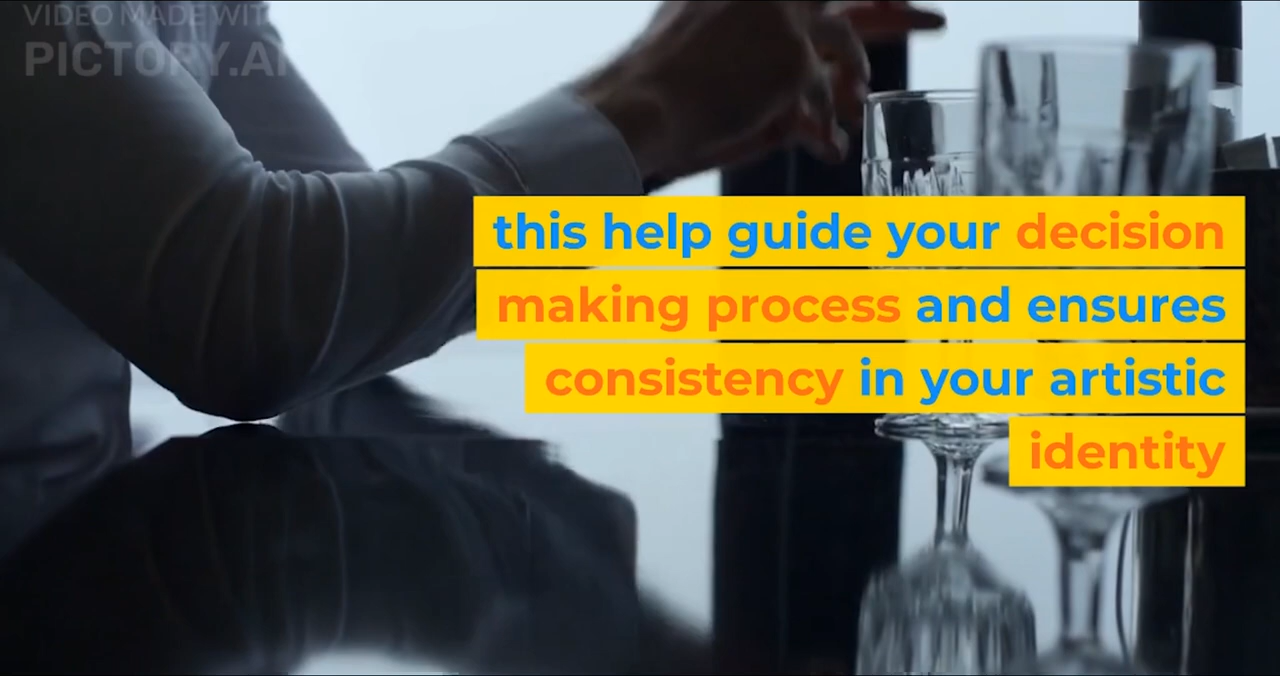 VIDEO MADE WITH
PICTORY.AI
this help guide your decision
making process and ensures
consistency in your artistic
identity